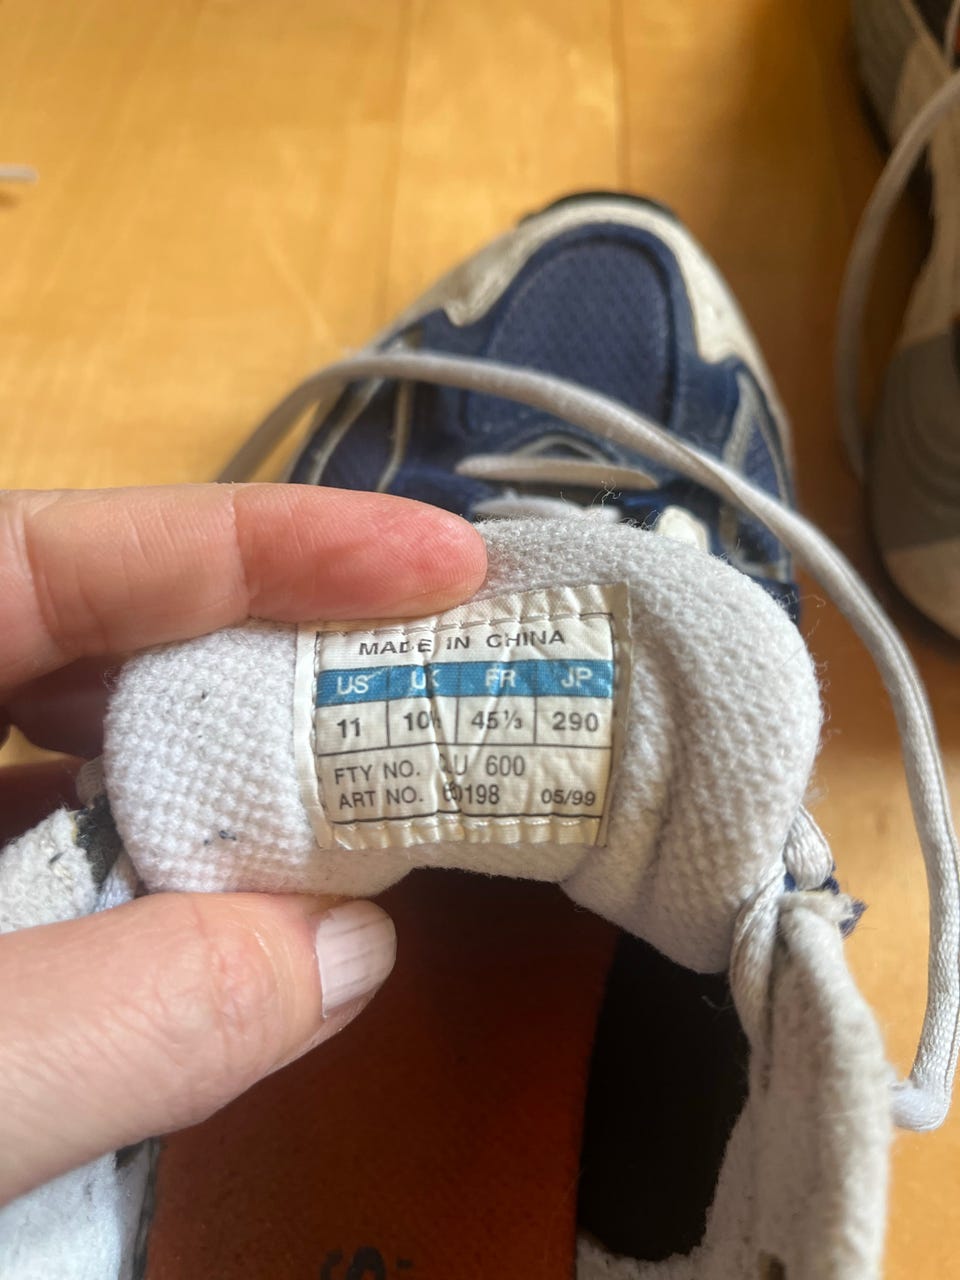 MADE IN CHINA
US UK FR JP
11 10½ 45⅓ 290
FTY NO. 600
ART NO. 05/99